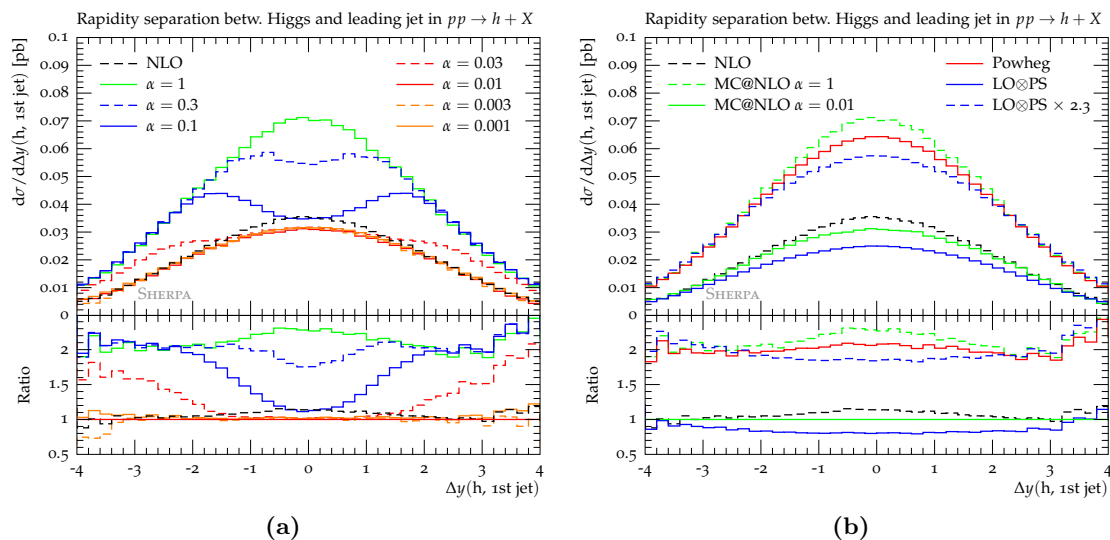 Rapidity separation betw. Higgs and leading jet in pp → h + X
dσ/dΔy(h, 1st jet) [pb]
0.1
0.09
0.08
0.07
0.06
0.05
0.04
0.03
0.02
0.01
0
NLO
α = 1
α = 0.3
α = 0.1
α = 0.03
α = 0.01
α = 0.003
α = 0.001
SHERPA
Ratio
2
1.5
1
0.5
-4 -3 -2 -1 0 1 2 3 4
Δy(h, 1st jet)
(a)
Rapidity separation betw. Higgs and leading jet in pp → h + X
dσ/dΔy(h, 1st jet) [pb]
0.1
0.09
0.08
0.07
0.06
0.05
0.04
0.03
0.02
0.01
0
NLO
MC@NLO α = 1
MC@NLO α = 0.01
Powheg
LO⊗PS
LO⊗PS × 2.3
SHERPA
Ratio
2
1.5
1
0.5
-4 -3 -2 -1 0 1 2 3 4
Δy(h, 1st jet)
(b)